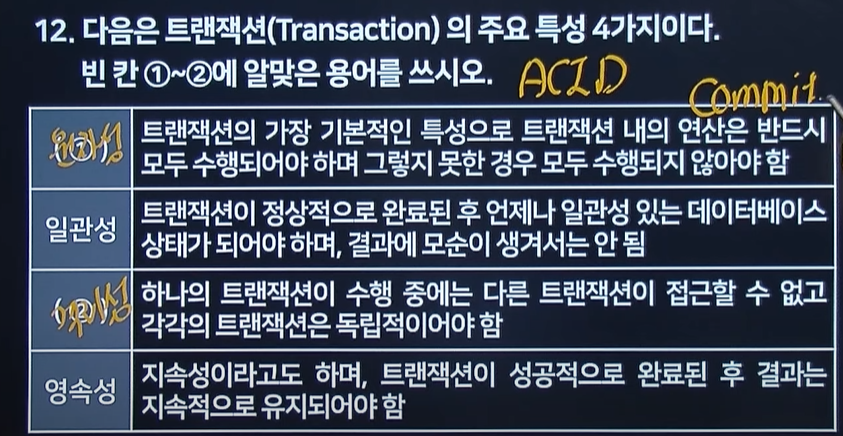 12. 다음은 트랜잭션(Transaction) 의 주요 특성 4가지이다.
빈 칸 ①~②에 알맞은 용어를 쓰시오. ACID
Commit
원자성
트랜잭션의 가장 기본적인 특성으로 트랜잭션 내의 연산은 반드시
모두 수행되어야 하며 그렇지 못한 경우 모두 수행되지 않아야 함
일관성
트랜잭션이 정상적으로 완료된 후 언제나 일관성 있는 데이터베이스
상태가 되어야 하며, 결과에 모순이 생겨서는 안 됨
하나의 트랜잭션이 수행 중에는 다른 트랜잭션이 접근할 수 없고
각각의 트랜잭션은 독립적이어야 함
영속성
지속성이라고도 하며, 트랜잭션이 성공적으로 완료된 후 결과는
지속적으로 유지되어야 함